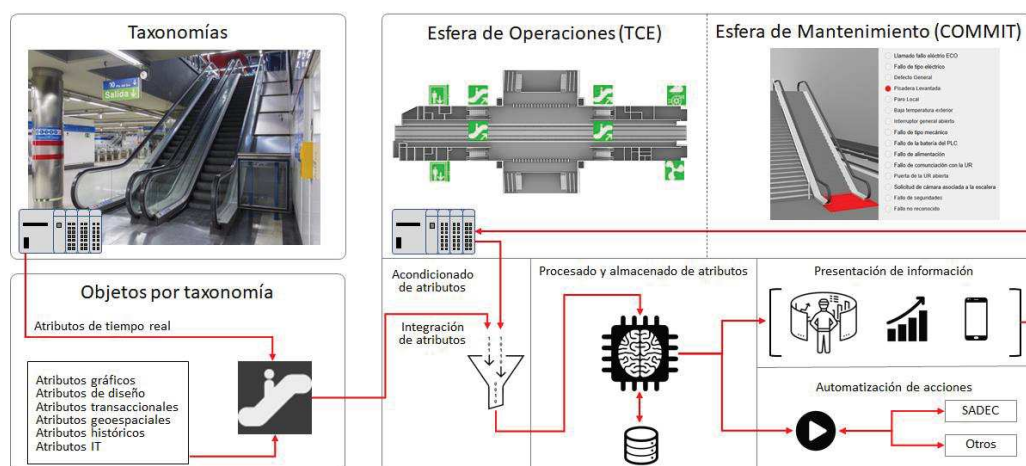 Taxonomías
Salida
Esfera de Operaciones (TCE)
Esfera de Mantenimiento (COMMIT)
Llamado fallo eléctrio ECO
Fallo de tipo eléctrico
Defecto General
Pisadera Levantada
Paro Local
Baja temperatura exterior
Interruptor general abierto
Fallo de tipo mecánico
Fallo de la batería del PLC
Fallo de alimentación
Fallo de comunciación con la UR
Puerta de la UR abierta
Solicitud de cámara asociada a la escalera
Fallo de seguridades
Fallo no reconocido
Objetos por taxonomía
Atributos de tiempo real
Atributos gráficos
Atributos de diseño
Atributos transaccionales
Atributos geoespaciales
Atributos históricos
Atributos IT
Acondicionado
de atributos
Integración
de atributos
Procesado y almacenado de atributos
Presentación de información
Automatización de acciones
SADEC
Otros